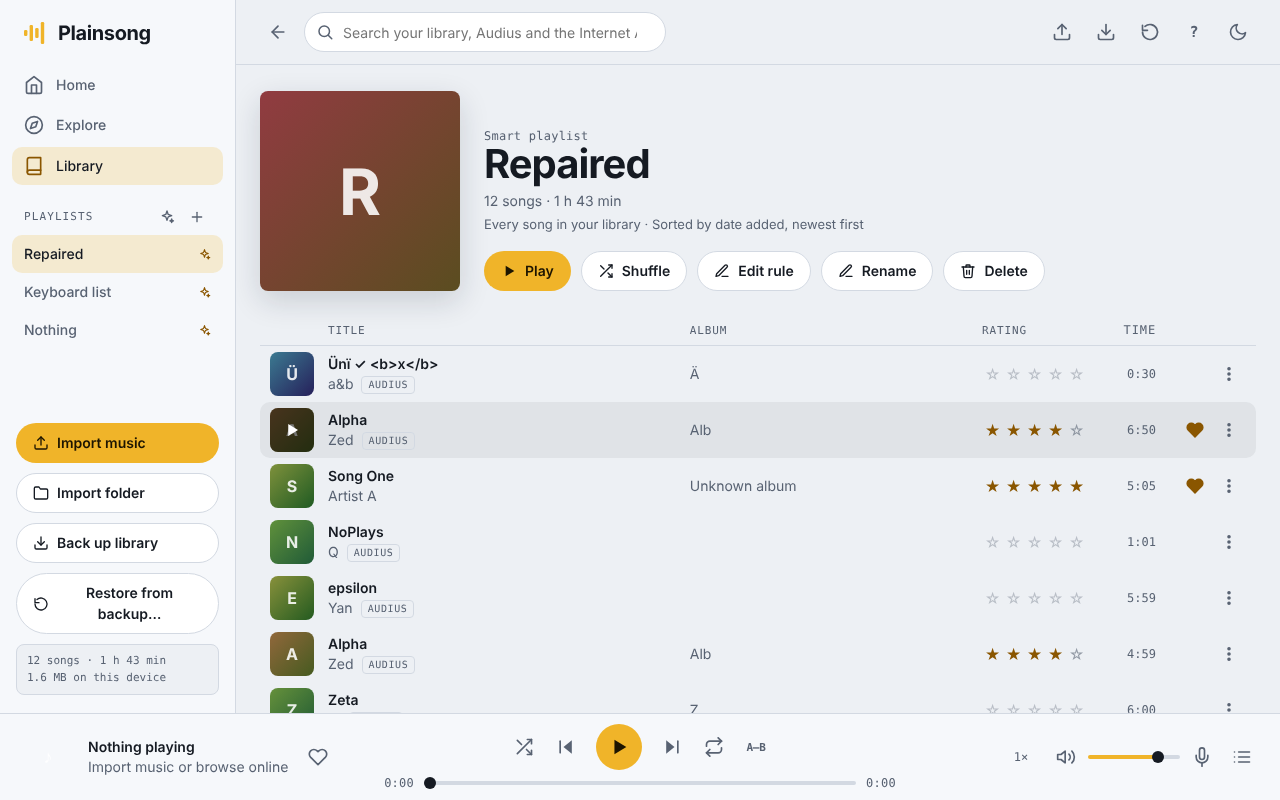 Plainsong
Home
Explore
Library
PLAYLISTS
Repaired
Keyboard list
Nothing
Import music
Import folder
Back up library
Restore from
backup…
12 songs · 1 h 43 min
1.6 MB on this device
Search your library, Audius and the Internet
?
R
Smart playlist
Repaired
12 songs · 1 h 43 min
Every song in your library · Sorted by date added, newest first
Play Shuffle Edit rule Rename Delete
TITLE ALBUM RATING TIME
Ü
Ünï ✓ <b>x</b>
a&b AUDIUS
Ä
0:30
Alpha
Zed AUDIUS
Alb
6:50
S
Song One
Artist A
Unknown album
5:05
N
NoPlays
Q AUDIUS
1:01
E
epsilon
Yan AUDIUS
5:59
A
Alpha
Zed AUDIUS
Alb
4:59
Z
Zeta
Z
6:00
Nothing playing
Import music or browse online
A–B
0:00 0:00
1×